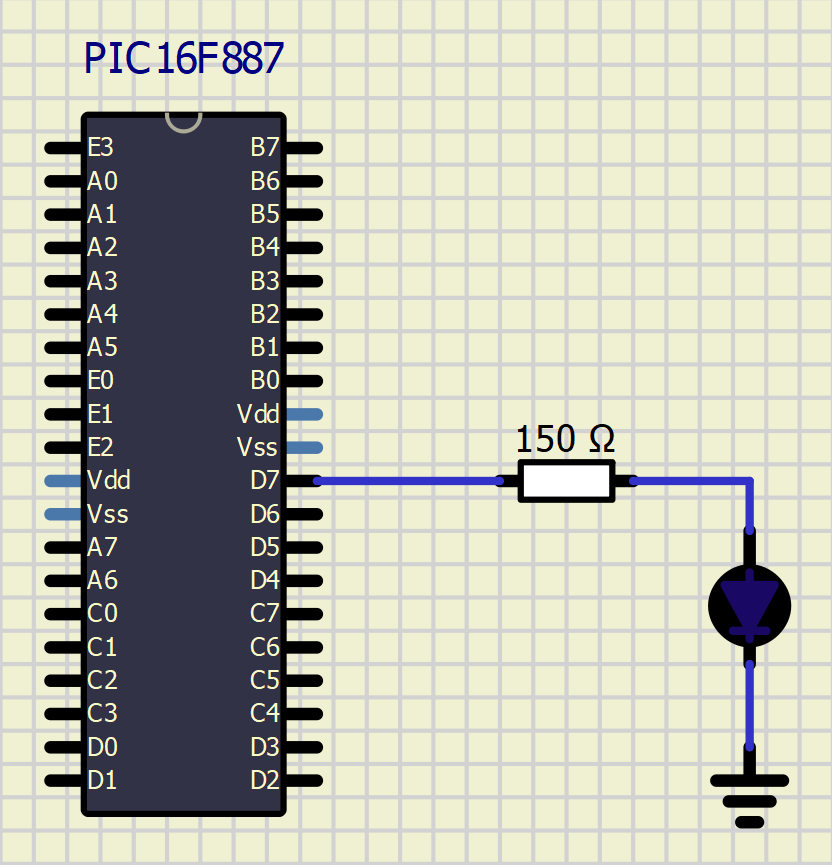 PIC16F887
E3 B7
A0 B6
A1 B5
A2 B4
A3 B3
A4 B2
A5 B1
E0 B0
E1 Vdd
E2 Vss
150 Ω
Vdd D7
Vss D6
A7 D5
A6 D4
C0 C7
C1 C6
C2 C5
C3 C4
D0 D3
D1 D2